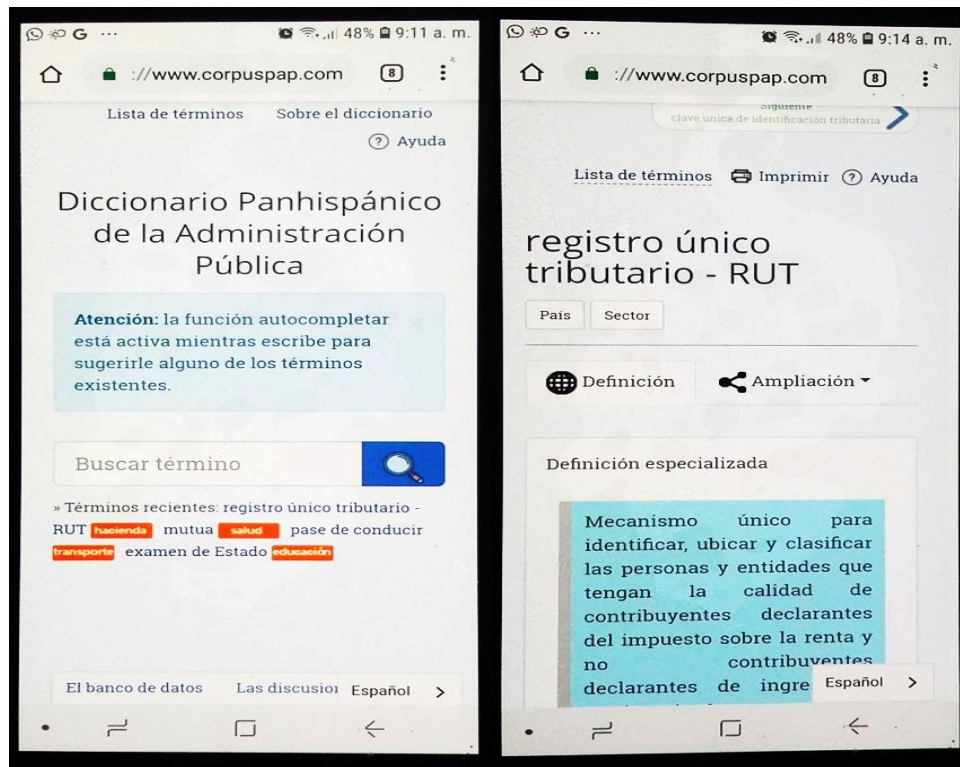 48% 9:11 a. m.
://www.corpuspap.com 8
Lista de términos Sobre el diccionario
? Ayuda
Diccionario Panhispánico
de la Administración
Pública
Atención: la función autocompletar
está activa mientras escribe para
sugerirle alguno de los términos
existentes.
Buscar término
» Términos recientes: registro único tributario -
RUT hacienda mutua salud pase de conducir
transporte examen de Estado educación
El banco de datos Las discusion Español >
G ... 48% 9:14 a. m.
://www.corpuspap.com 8
Siguiente
clave única de identificación tributaria
Lista de términos Imprimir ? Ayuda
registro único
tributario - RUT
País Sector
Definición Ampliación
Definición especializada
Mecanismo único para
identificar, ubicar y clasificar
las personas y entidades que
tengan la calidad de
contribuyentes declarantes
del impuesto sobre la renta y
no contribuyentes
declarantes de ingre Español >